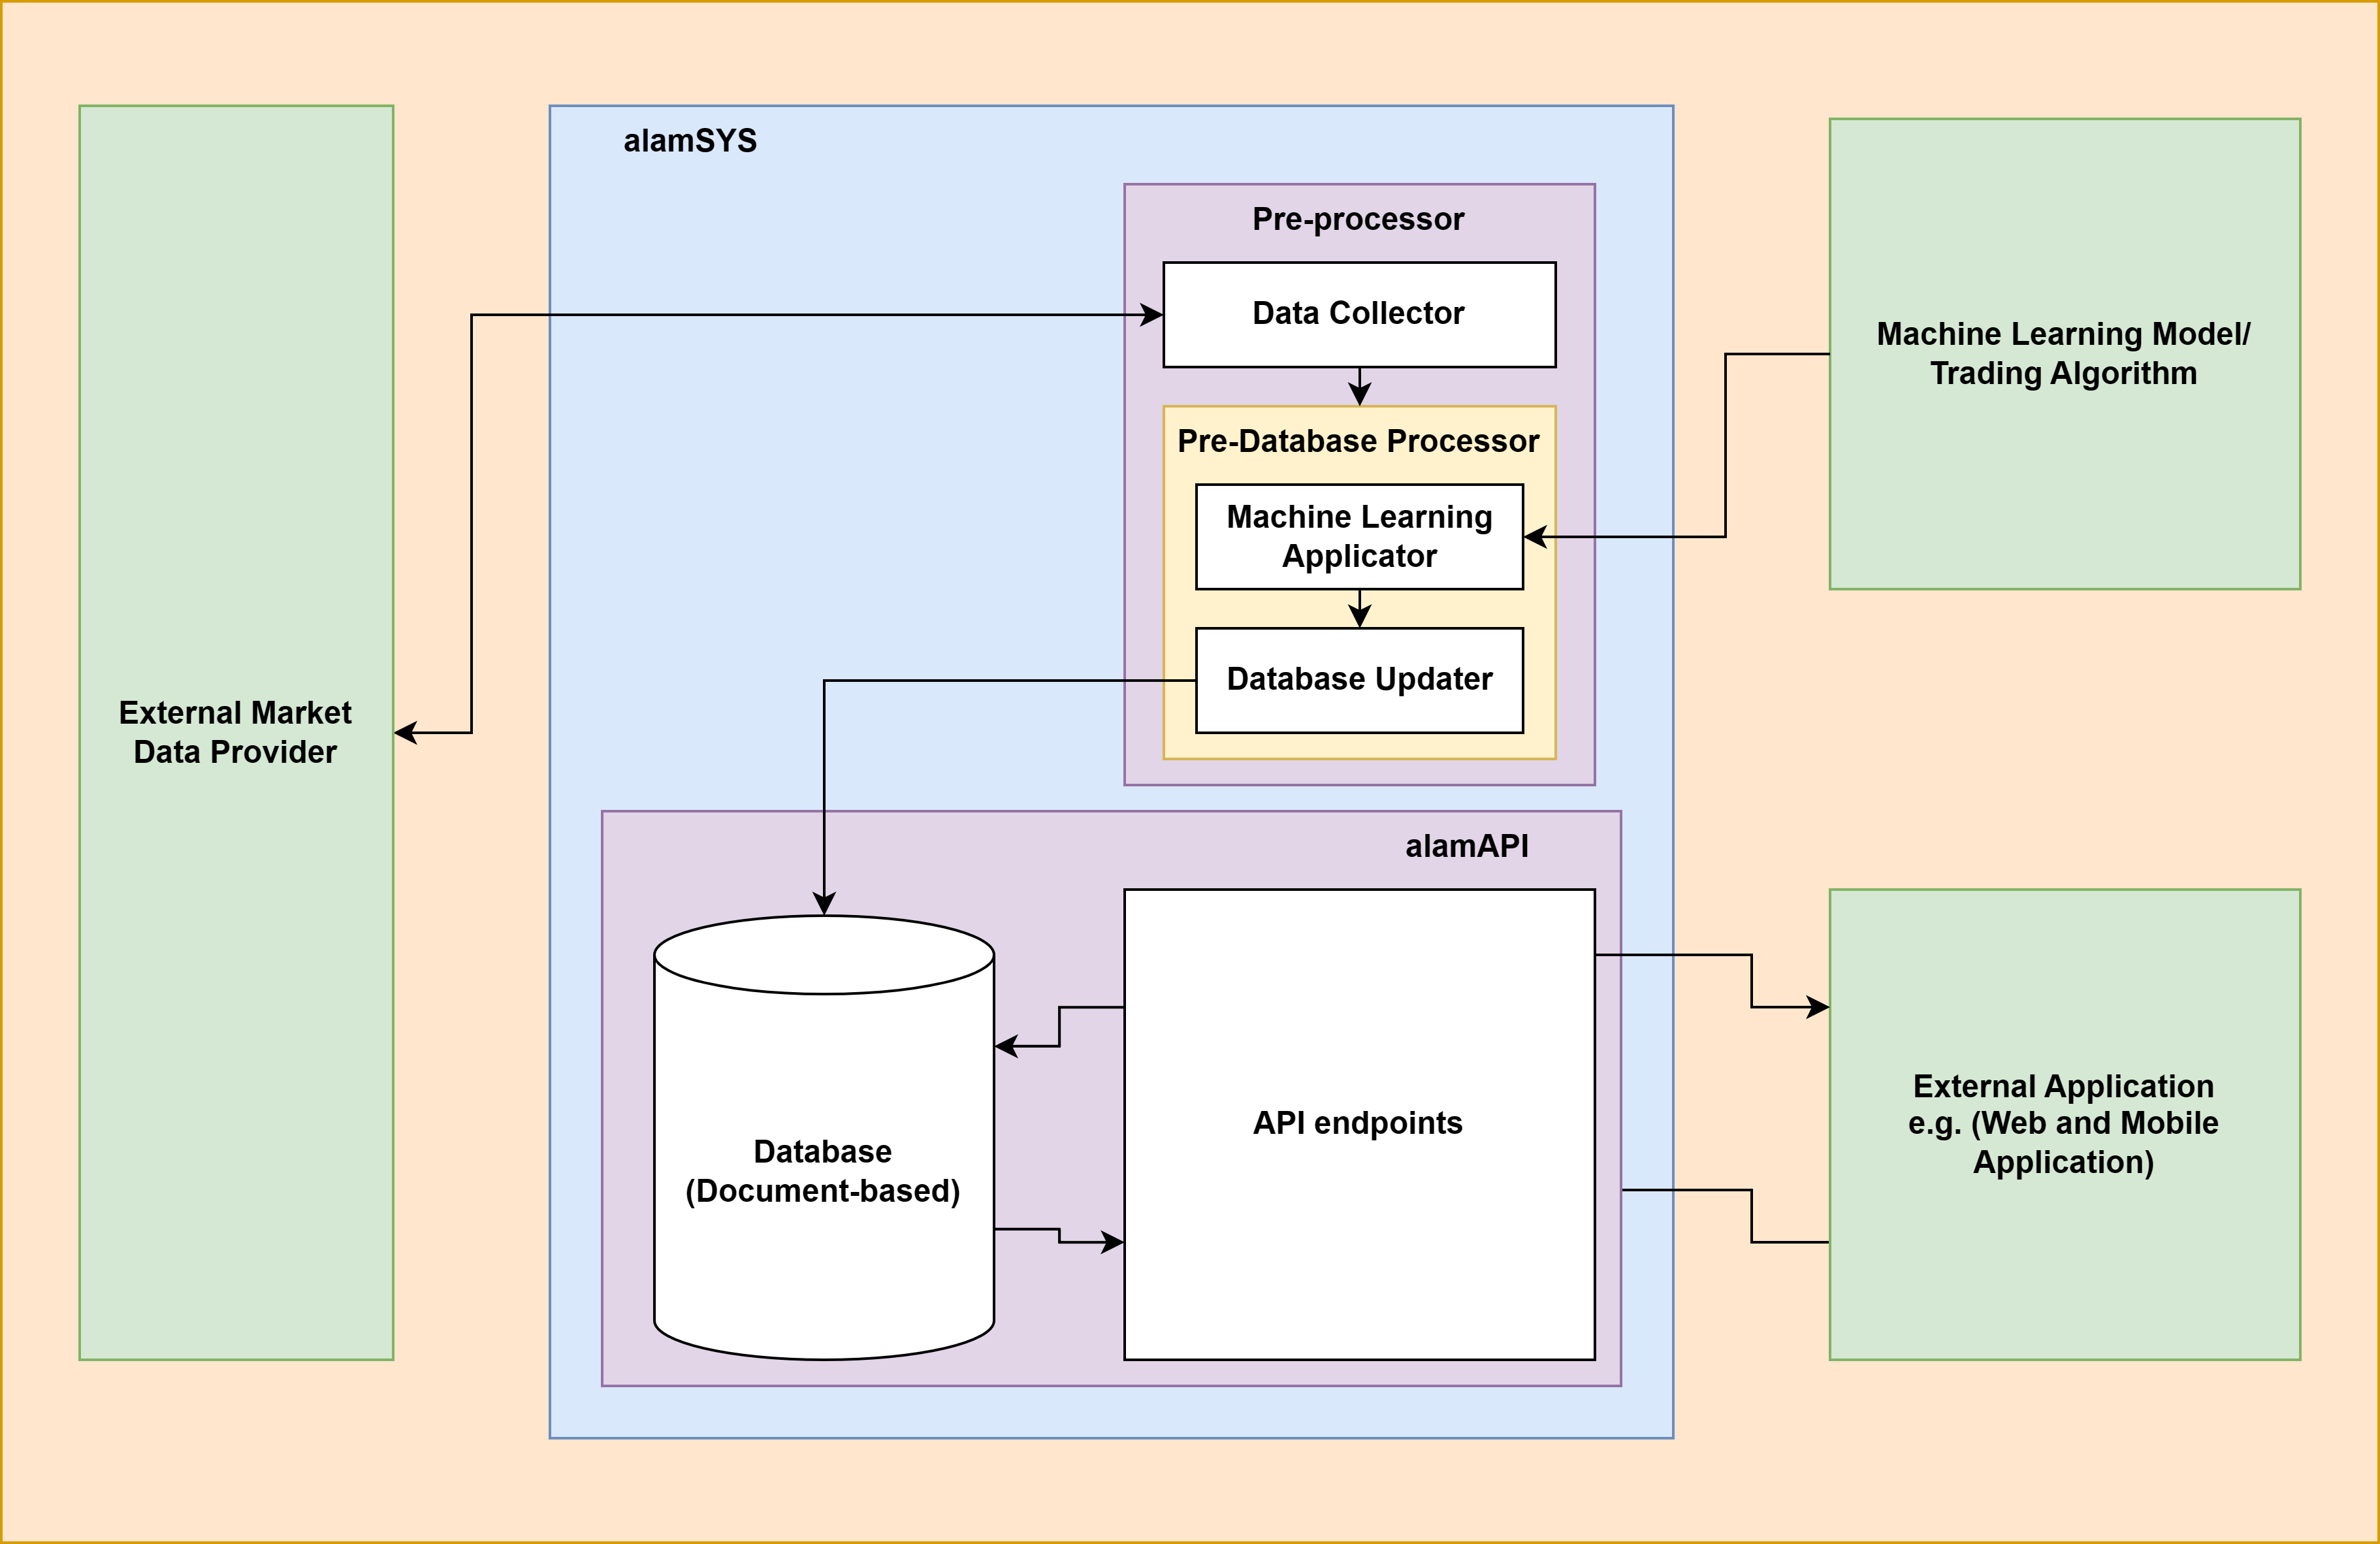 alamSYS
Pre-processor
Data Collector
Pre-Database Processor
Machine Learning
Applicator
Database Updater
Machine Learning Model/
Trading Algorithm
External Market
Data Provider
alamAPI
Database
(Document-based)
API endpoints
External Application
e.g. (Web and Mobile
Application)